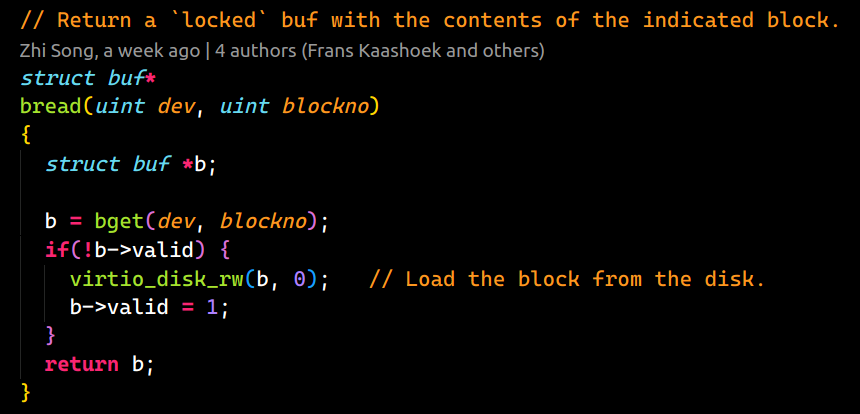 // Return a `locked` buf with the contents of the indicated block.
Zhi Song, a week ago | 4 authors (Frans Kaashoek and others)
struct buf*
bread(uint dev, uint blockno)
{
  struct buf *b;

  b = bget(dev, blockno);
  if(!b->valid) {
    virtio_disk_rw(b, 0);   // Load the block from the disk.
    b->valid = 1;
  }
  return b;
}